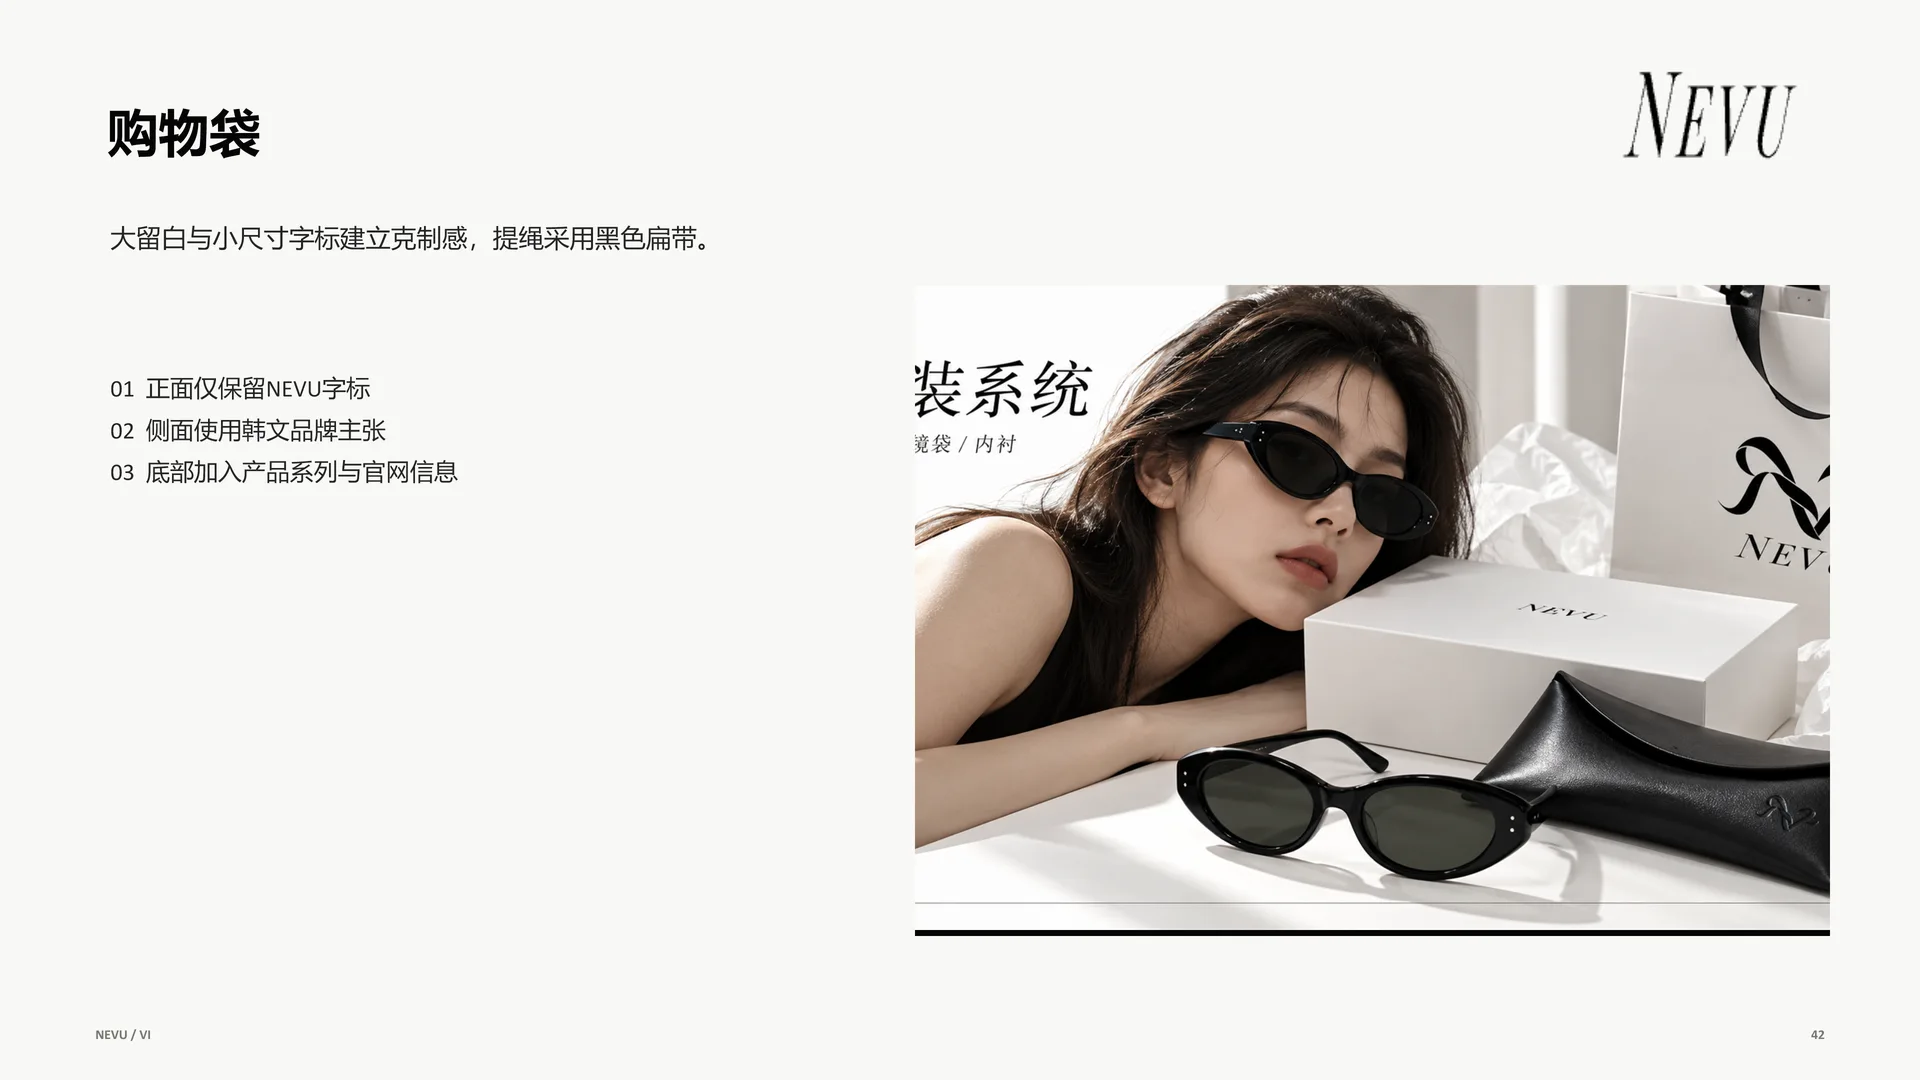 购物袋
NEVU
大留白与小尺寸字标建立克制感，提绳采用黑色扁带。
01 正面仅保留NEVU字标
02 侧面使用韩文品牌主张
03 底部加入产品系列与官网信息
装系统
镜袋 / 内衬
NEV
NEVU
NEVU / VI
42